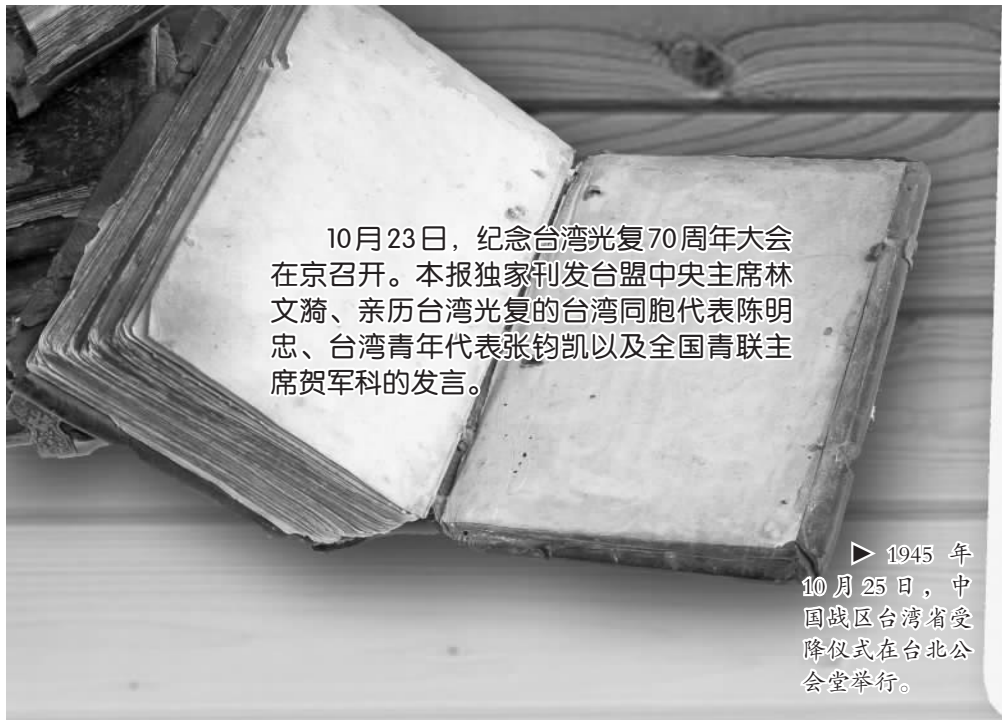 10月23日，纪念台湾光复70周年大会
在京召开。本报独家刊发台盟中央主席林
文漪、亲历台湾光复的台湾同胞代表陈明
忠、台湾青年代表张钧凯以及全国青联主
席贺军科的发言。
▶ 1945 年
10 月 25 日，中
国战区台湾省受
降仪式在台北公
会堂举行。